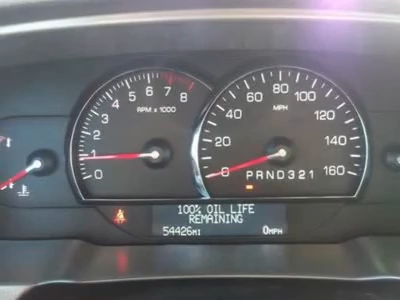 0 1 2 3 4 5 6 7 8
RPM x 1000
0 20 40 60 80 100 120 140 160
MPH
PRND321
100% OIL LIFE
REMAINING
54426MI 0MPH